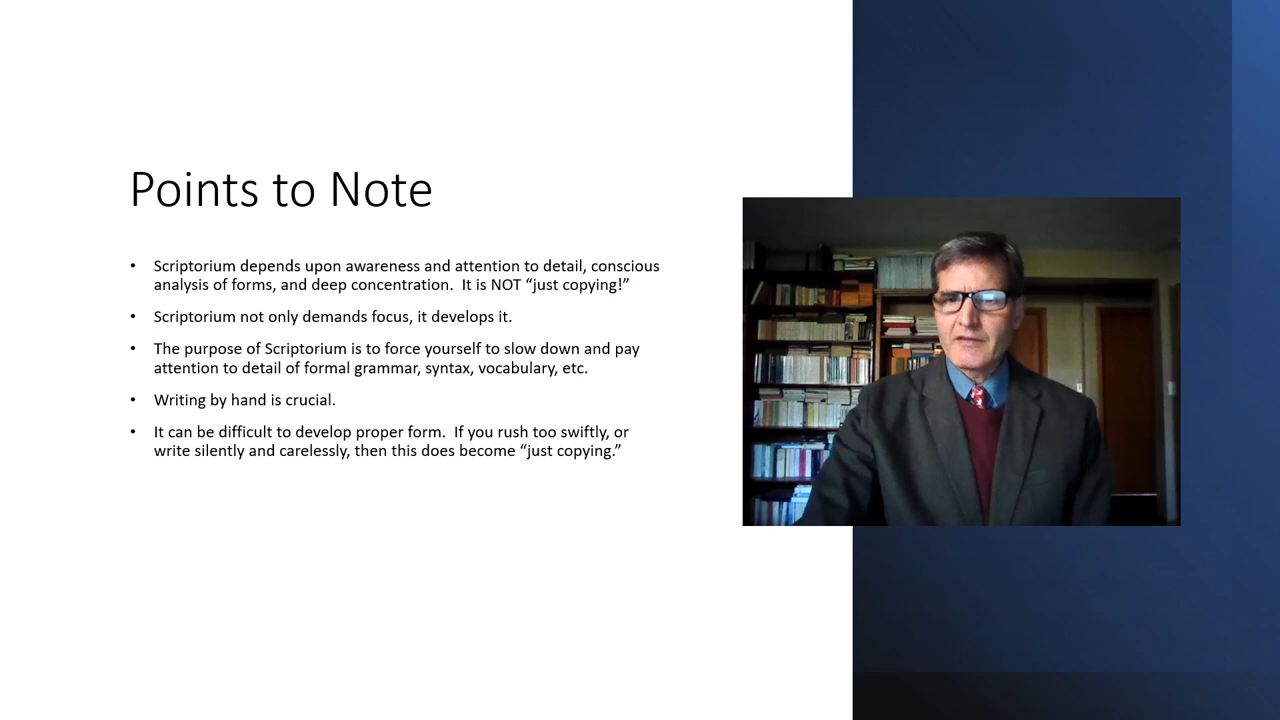 Points to Note
• Scriptorium depends upon awareness and attention to detail, conscious
analysis of forms, and deep concentration.  It is NOT “just copying!”
• Scriptorium not only demands focus, it develops it.
• The purpose of Scriptorium is to force yourself to slow down and pay
attention to detail of formal grammar, syntax, vocabulary, etc.
• Writing by hand is crucial.
• It can be difficult to develop proper form.  If you rush too swiftly, or
write silently and carelessly, then this does become “just copying.”